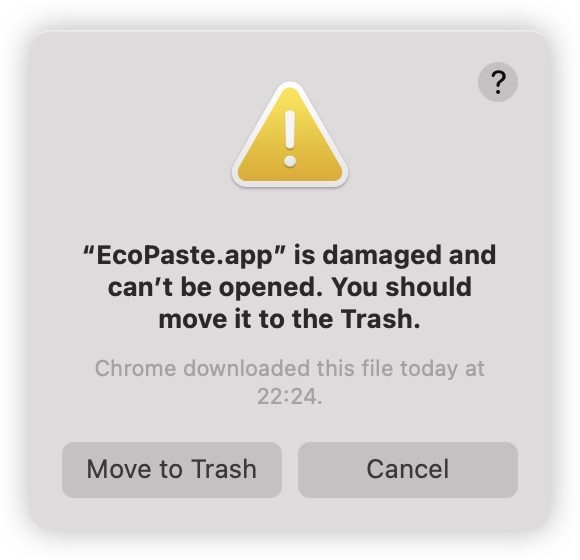 ?
“EcoPaste.app” is damaged and
can’t be opened. You should
move it to the Trash.
Chrome downloaded this file today at
22:24.
Move to Trash
Cancel